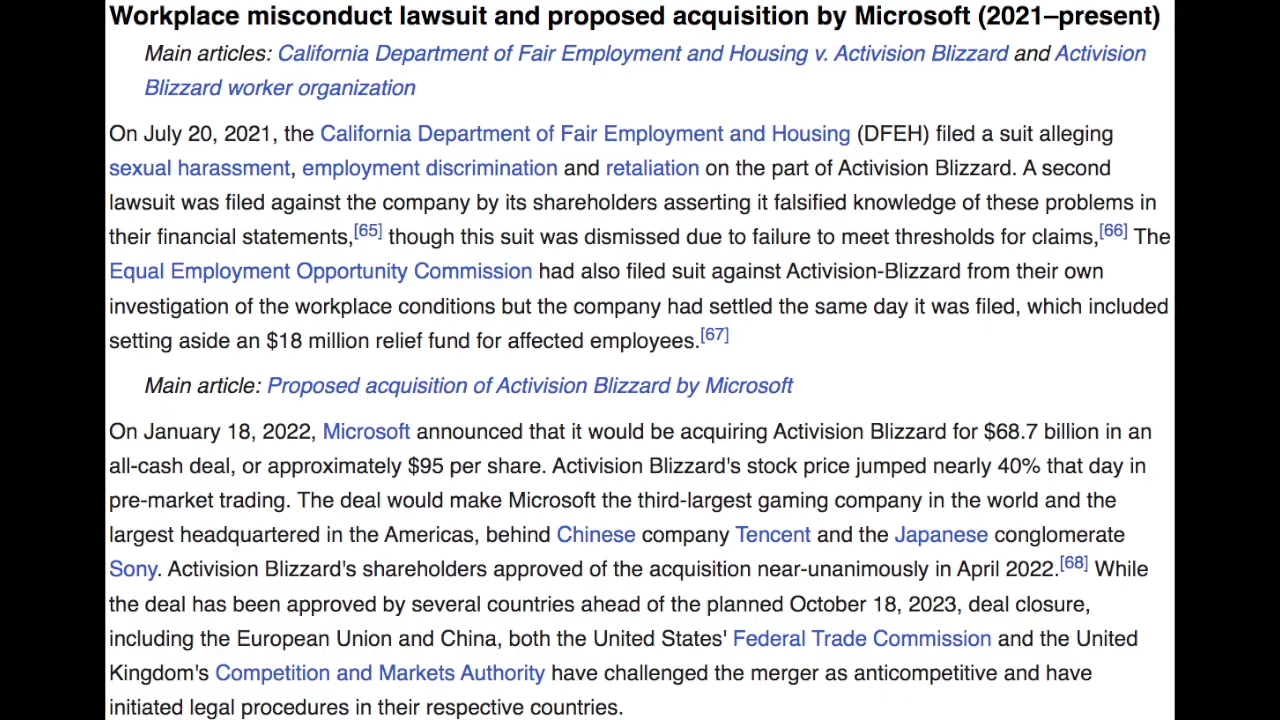 Workplace misconduct lawsuit and proposed acquisition by Microsoft (2021–present)
Main articles: California Department of Fair Employment and Housing v. Activision Blizzard and Activision
Blizzard worker organization
On July 20, 2021, the California Department of Fair Employment and Housing (DFEH) filed a suit alleging
sexual harassment, employment discrimination and retaliation on the part of Activision Blizzard. A second
lawsuit was filed against the company by its shareholders asserting it falsified knowledge of these problems in
their financial statements,[65] though this suit was dismissed due to failure to meet thresholds for claims,[66] The
Equal Employment Opportunity Commission had also filed suit against Activision-Blizzard from their own
investigation of the workplace conditions but the company had settled the same day it was filed, which included
setting aside an $18 million relief fund for affected employees.[67]
Main article: Proposed acquisition of Activision Blizzard by Microsoft
On January 18, 2022, Microsoft announced that it would be acquiring Activision Blizzard for $68.7 billion in an
all-cash deal, or approximately $95 per share. Activision Blizzard's stock price jumped nearly 40% that day in
pre-market trading. The deal would make Microsoft the third-largest gaming company in the world and the
largest headquartered in the Americas, behind Chinese company Tencent and the Japanese conglomerate
Sony. Activision Blizzard's shareholders approved of the acquisition near-unanimously in April 2022.[68] While
the deal has been approved by several countries ahead of the planned October 18, 2023, deal closure,
including the European Union and China, both the United States' Federal Trade Commission and the United
Kingdom's Competition and Markets Authority have challenged the merger as anticompetitive and have
initiated legal procedures in their respective countries.